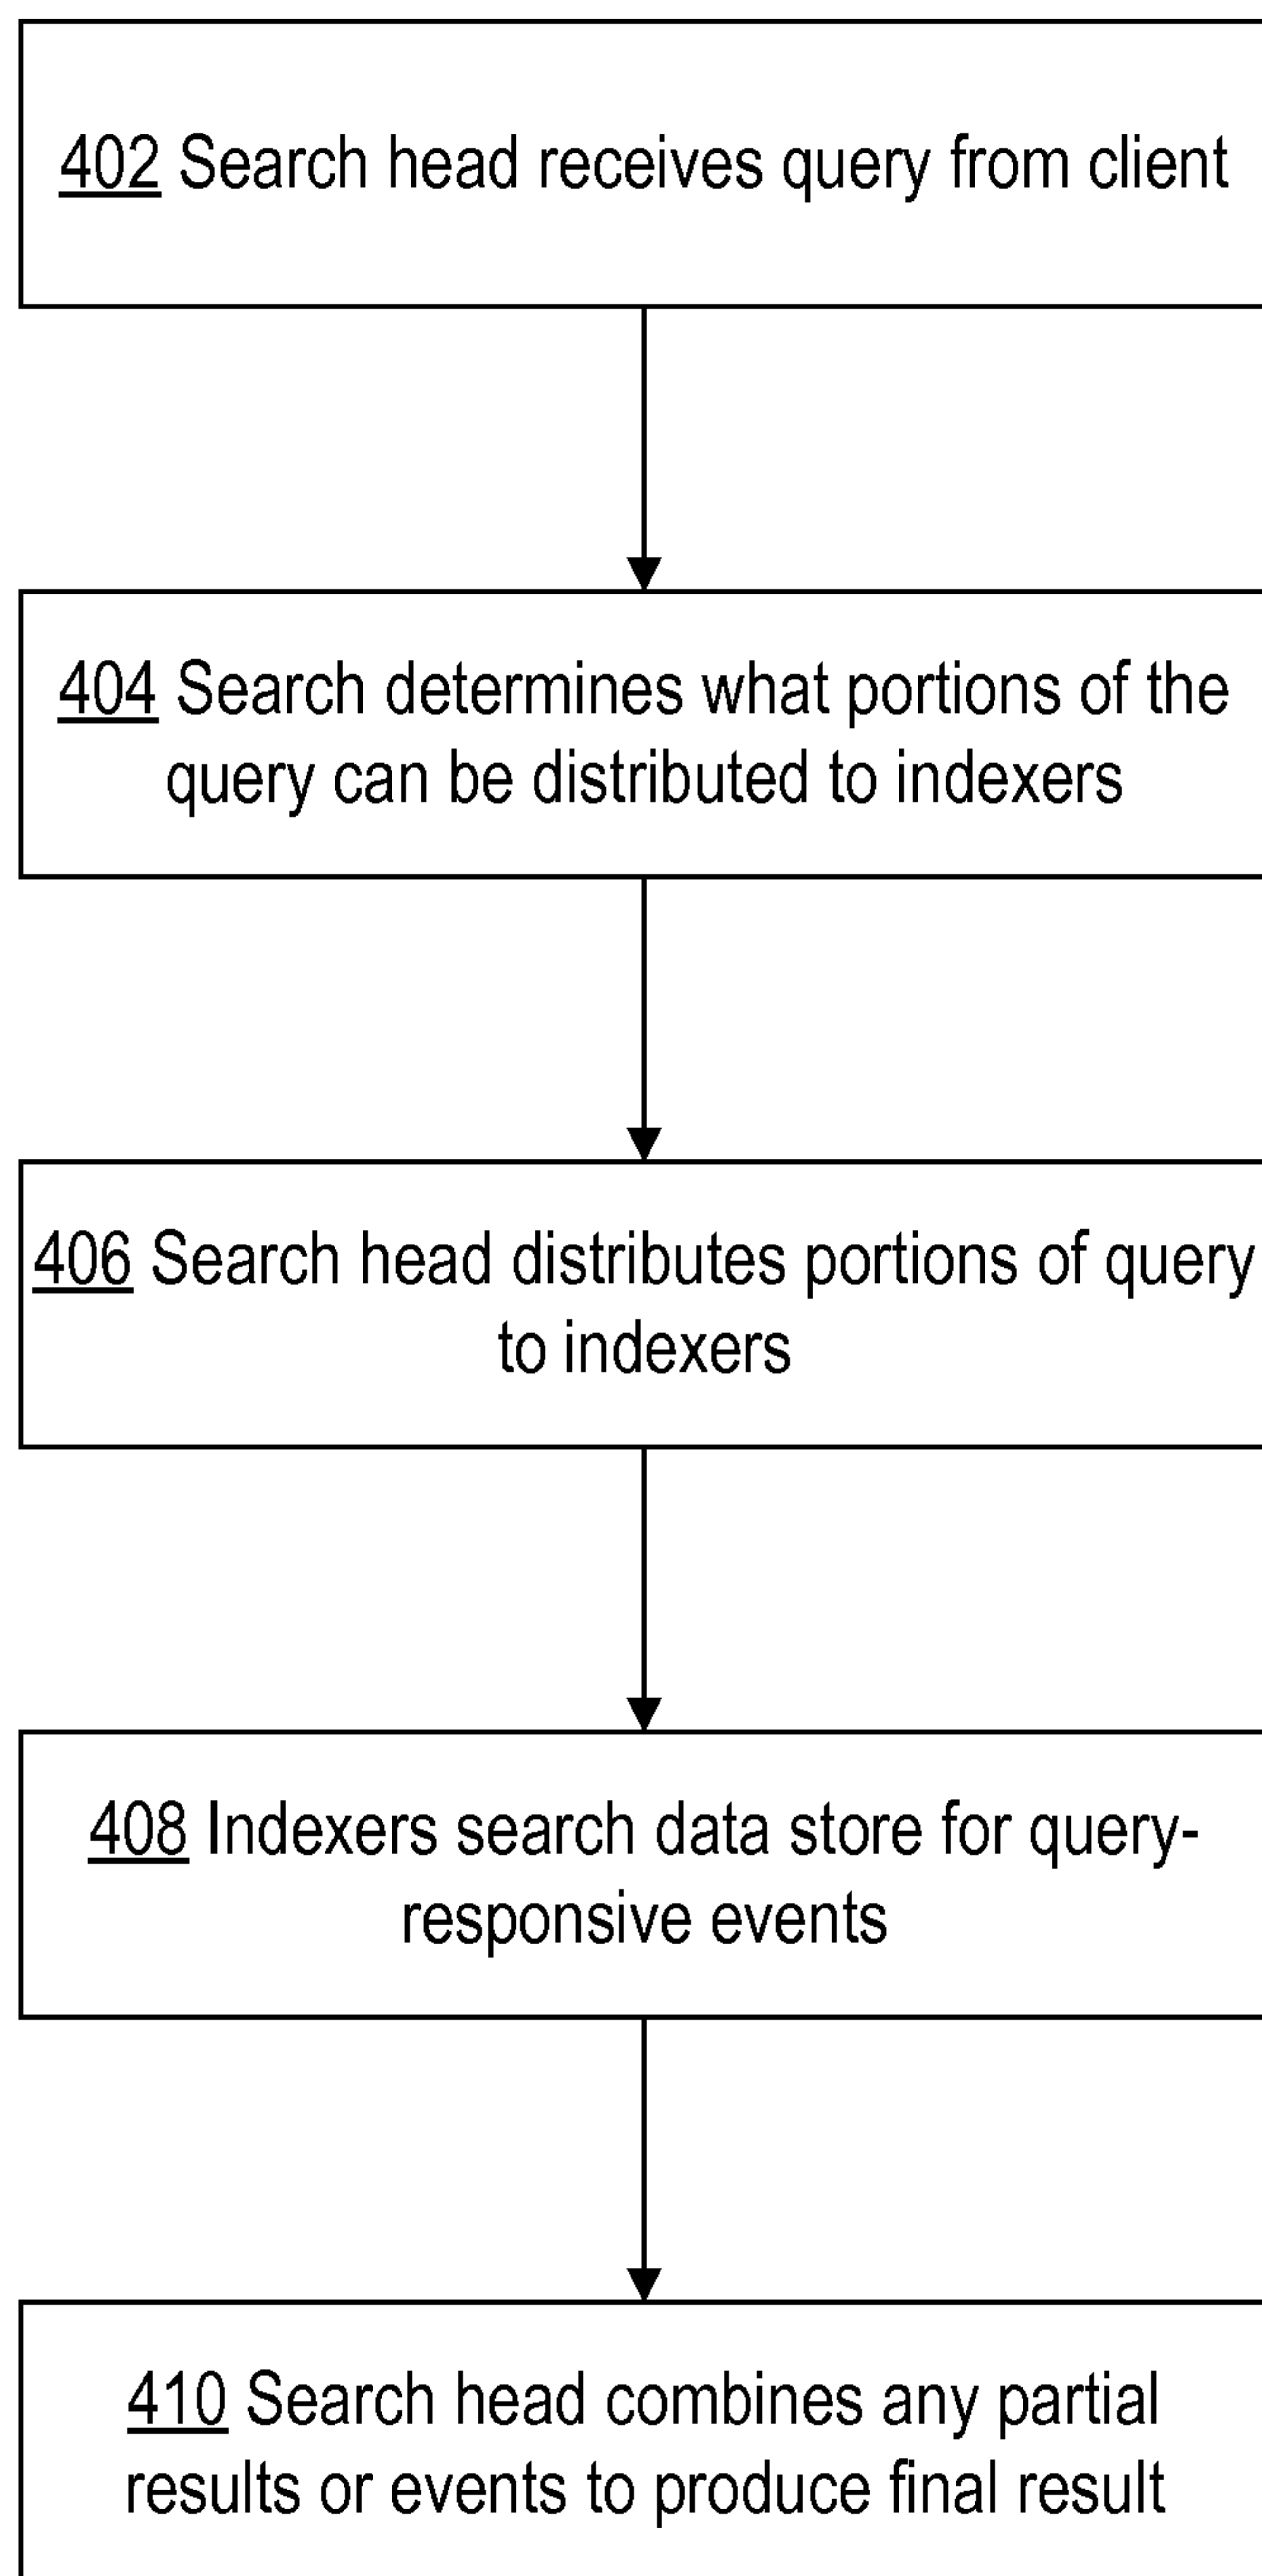 402 Search head receives query from client
404 Search determines what portions of the
query can be distributed to indexers
406 Search head distributes portions of query
to indexers
408 Indexers search data store for query-
responsive events
410 Search head combines any partial
results or events to produce final result